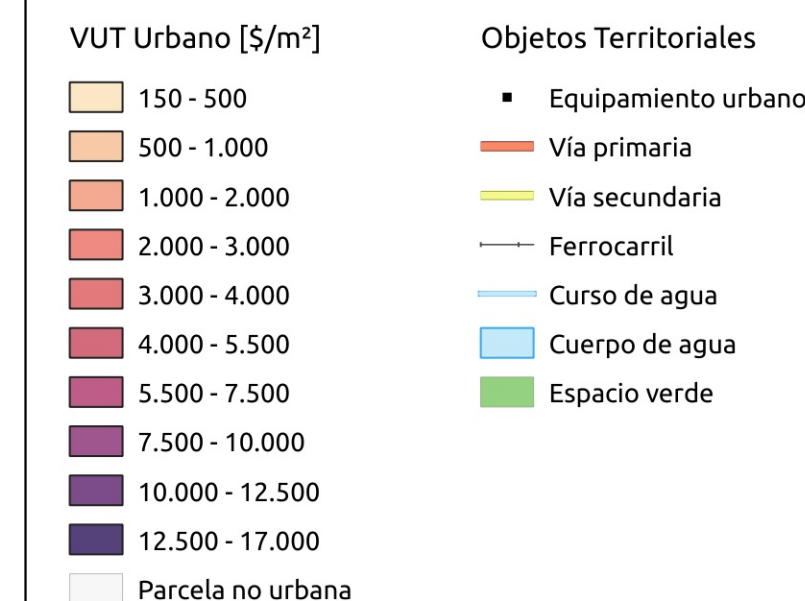 VUT Urbano [$/m²]
150 - 500
500 - 1.000
1.000 - 2.000
2.000 - 3.000
3.000 - 4.000
4.000 - 5.500
5.500 - 7.500
7.500 - 10.000
10.000 - 12.500
12.500 - 17.000
Parcela no urbana
Objetos Territoriales
Equipamiento urbano
Vía primaria
Vía secundaria
Ferrocarril
Curso de agua
Cuerpo de agua
Espacio verde